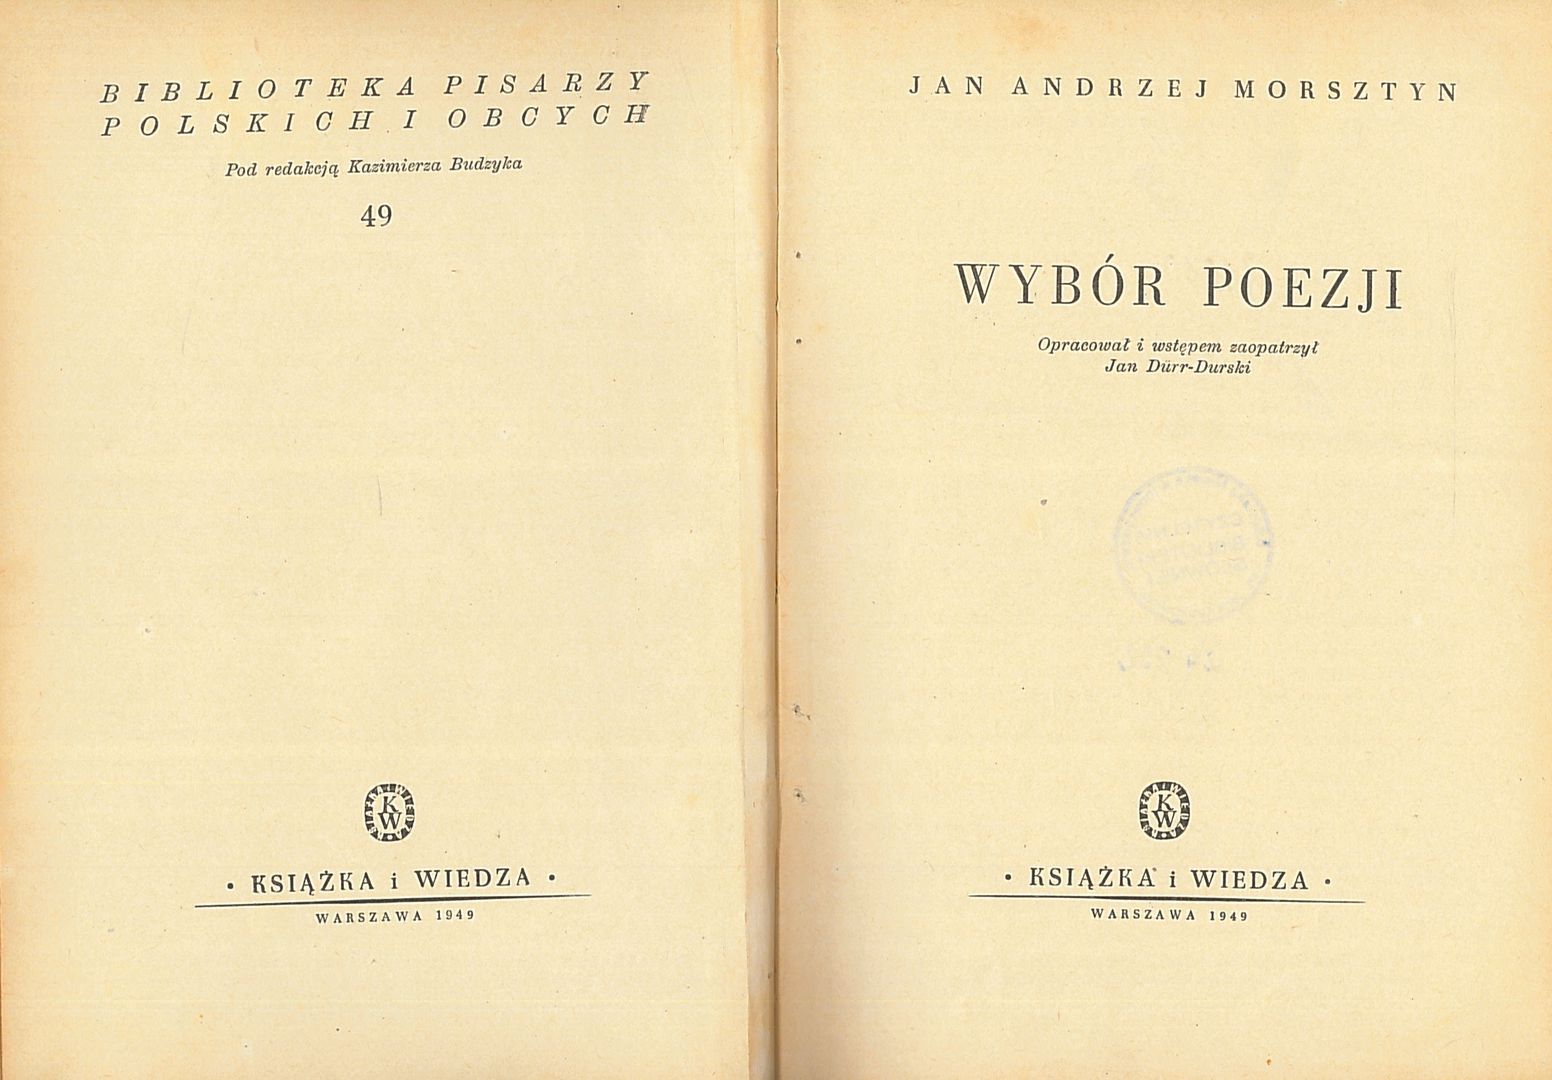 BIBLIOTEKA PISARZY
POLSKICH I OBCYCH
Pod redakcją Kazimierza Budzyka
49
KW
• KSIĄŻKA i WIEDZA •
WARSZAWA 1949
JAN ANDRZEJ MORSZTYN
WYBÓR POEZJI
Opracował i wstępem zaopatrzył
Jan Dürr-Durski
KW
• KSIĄŻKA i WIEDZA •
WARSZAWA 1949